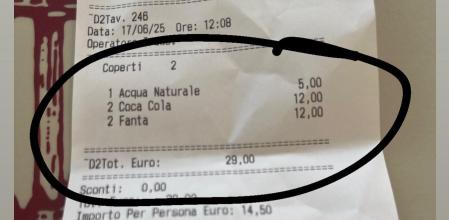 ~D2Tav. 246
Data: 17/06/25 Ore: 12:08
Coperti 2
1 Acqua Naturale 5,00
2 Coca Cola 12,00
2 Fanta 12,00
~D2Tot. Euro: 29,00
Sconti: 0,00
Importo Per Persona Euro: 14,50